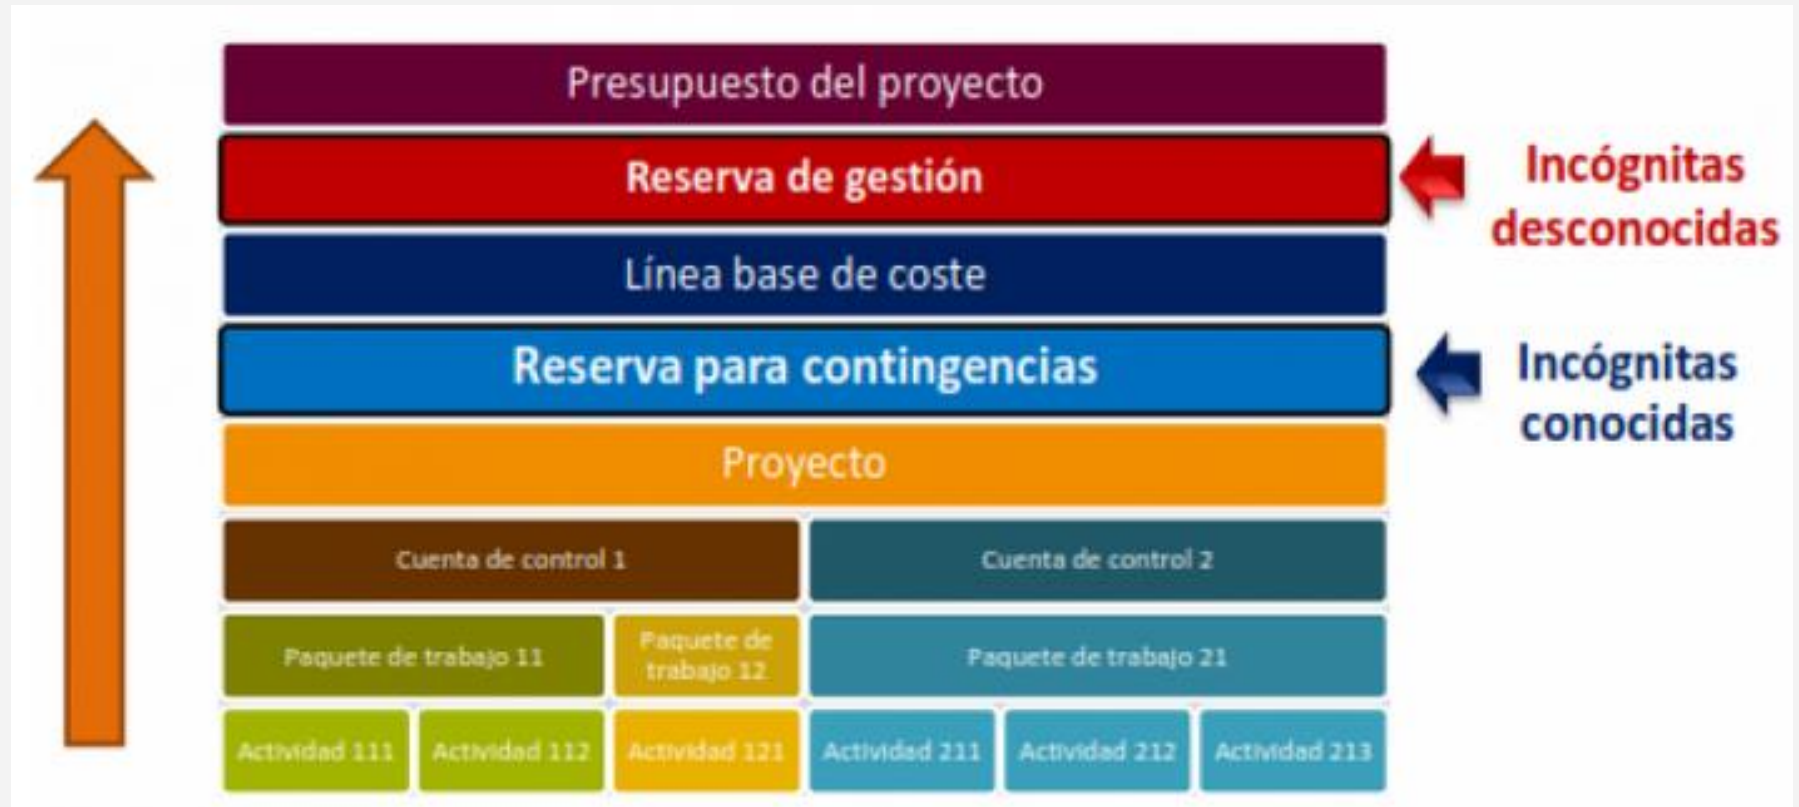 Presupuesto del proyecto
Reserva de gestión
Incógnitas
desconocidas
Línea base de coste
Reserva para contingencias
Incógnitas
conocidas
Proyecto
Cuenta de control 1
Cuenta de control 2
Paquete de trabajo 11
Paquete de
trabajo 12
Paquete de trabajo 21
Actividad 111
Actividad 112
Actividad 121
Actividad 211
Actividad 212
Actividad 213